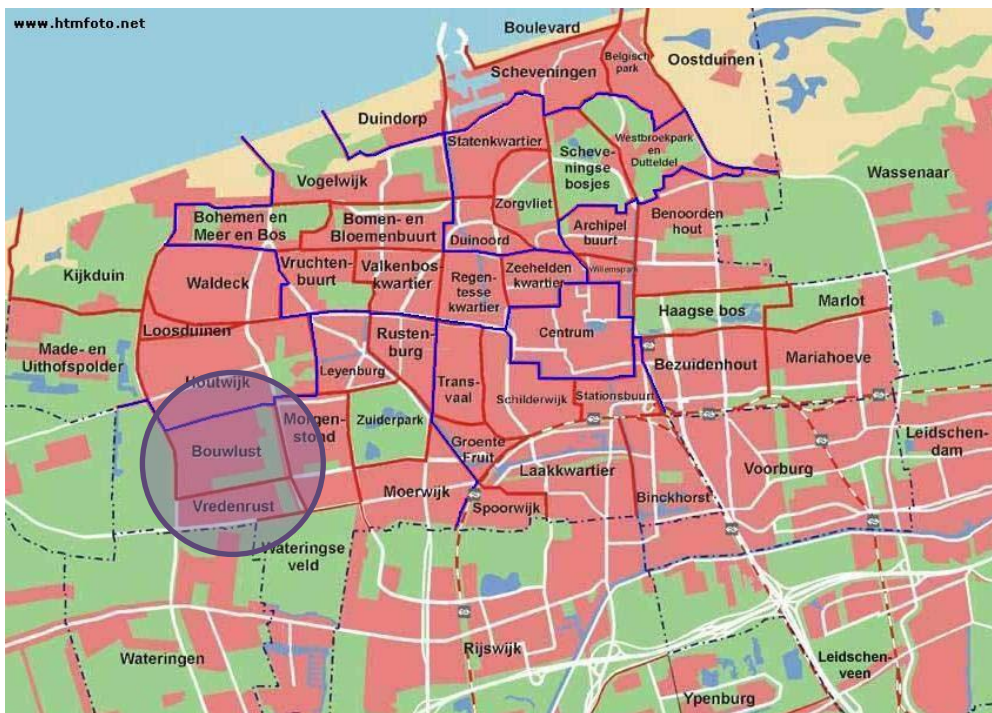 www.htmfoto.net
Boulevard
Scheveningen
Belgisch
park
Oostduinen
Duindorp
Statenkwartier
Scheve-
ningse
bosjes
Westbroekpark
en
Dutteldel
Wassenaar
Vogelwijk
Zorgvliet
Bohemen en
Meer en Bos
Bomen- en
Bloemenbuurt
Duinoord
Archipel
buurt
Benoorden
hout
Kijkduin
Waldeck
Vruchten-
buurt
Valkenbos-
kwartier
Regen-
tesse
kwartier
Zeehelden
kwartier
Willemspark
Haagse bos
Marlot
Loosduinen
Made- en
Uithofspolder
Rusten-
burg
Centrum
Bezuidenhout
Mariahoeve
Houtwijk
Leyenburg
Trans-
vaal
Schilderwijk
Stationsbuurt
Morgen-
stond
Zuiderpark
Bouwlust
Groente
Fruit
Laakkwartier
Voorburg
Leidschen-
dam
Vredenrust
Moerwijk
Spoorwijk
Binckhorst
Wateringse
veld
Wateringen
Rijswijk
Leidschen-
veen
Ypenburg